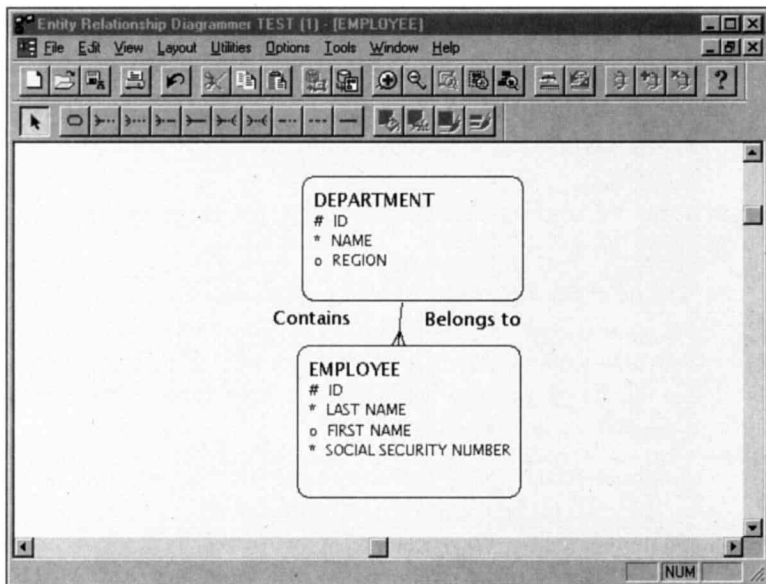 Entity Relationship Diagrammer TEST (1) - [EMPLOYEE]
File Edit View Layout Utilities Options Tools Window Help
DEPARTMENT
# ID
* NAME
o REGION
Contains Belongs to
EMPLOYEE
# ID
* LAST NAME
o FIRST NAME
* SOCIAL SECURITY NUMBER
NUM